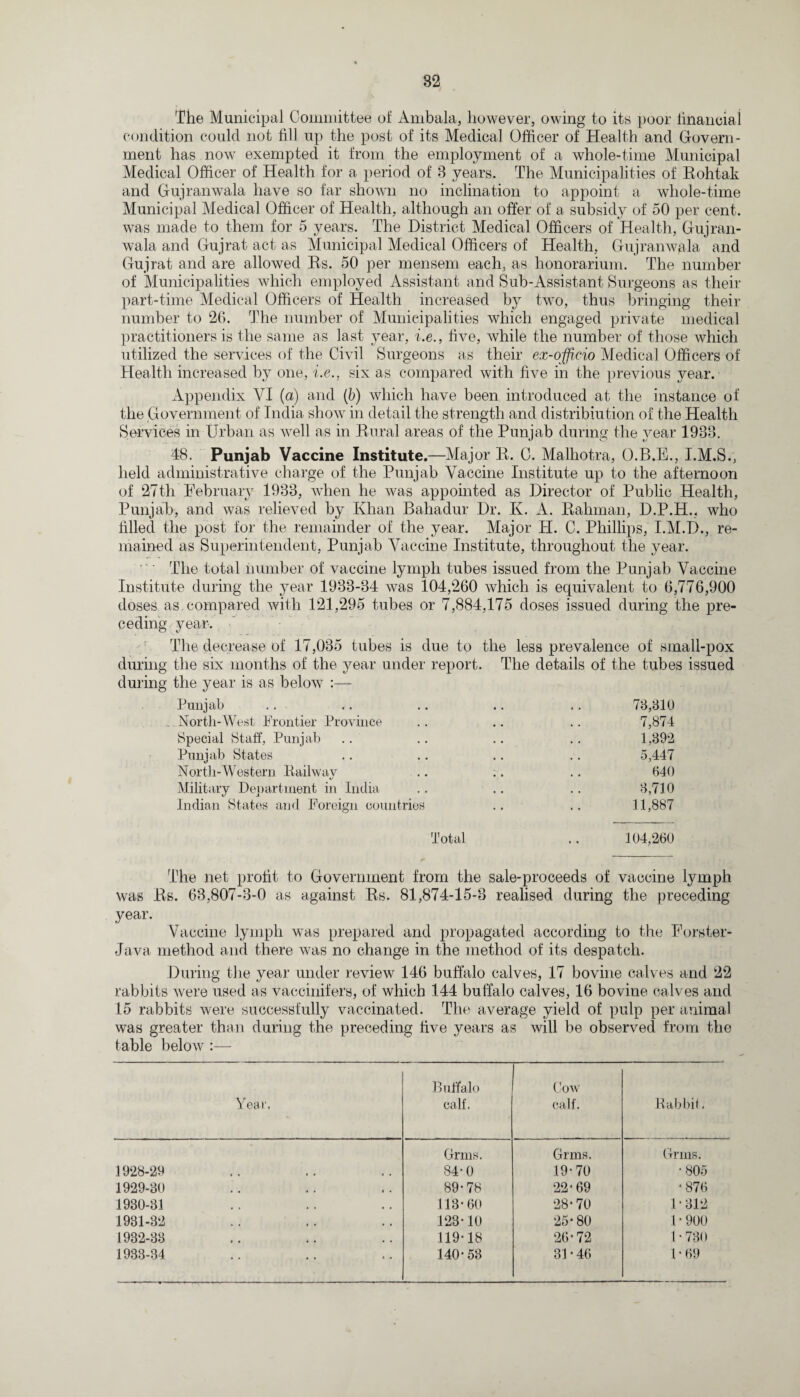 32
The Municipal Committee of Ambala, however, owing to its poor financial
condition could not fill up the post of its Medical Officer of Health and Govern-
ment has now exempted it from the employment of a whole-time Municipal
Medical Officer of Health for a period of 3 years. The Municipalities of Rohtak
and Gujranwala have so far shown no inclination to appoint a whole-time
Municipal Medical Officer of Health, although an offer of a subsidy of 50 per cent.
was made to them for 5 years. The District Medical Officers of Health, Gujran-
wala and Gujrat act as Municipal Medical Officers of Health, Gujranwala and
Gujrat and are allowed Rs. 50 per mensem each, as honorarium. The number
of Municipalities which employed Assistant and Sub-Assistant Surgeons as their
part-time Medical Officers of Health increased by two, thus bringing their
number to 26. The number of Municipalities which engaged private medical
practitioners is the same as last year, i.e., five, while the number of those which
utilized the services of the Civil Surgeons as their ex-officio Medical Officers of
Health increased by one, i.e., six as compared with five in the previous year.
Appendix VI (a) and (b) which have been introduced at the instance of
the Government of India show in detail the strength and distribiution of the Health
Services in Urban as well as in Rural areas of the Punjab during the year 1933.
48. Punjab Vaccine Institute.—Major R. C. Malhotra, O.B.E., I.M.S.,
held administrative charge of the Punjab Vaccine Institute up to the afternoon
of 27th February 1933, when he was appointed as Director of Public Health,
Punjab, and was relieved by Khan Bahadur Dr. K. A. Rahman, D.P.H., who
filled the post for the remainder of the year. Major H. C. Phillips, I.M.D., re-
mained as Superintendent, Punjab Vaccine Institute, throughout the year.
The total number of vaccine lymph tubes issued from the Punjab Vaccine
Institute during the year 1933-34 was 104,260 which is equivalent to 6,776,900
doses as compared with 121,295 tubes or 7,884,175 doses issued during the pre-
ceding year.
The decrease of 17,035 tubes is due to the less prevalence of small-pox
during the six months of the year under report. The details of the tubes issued
during the year is as below :—
Punjab .. .. .. .. .. 73,310
North-West Frontier Province .. .. .. 7,874
Special Staff, Punjab .. .. .. .. 1,392
Punjab States .. .. .. .. 5,447
North-Western Railway .. .. .. 640
Military Department in India .. .. .. 3,710
Indian States and Foreign countries .. .. 11,887
Total .. 104,260
The net profit to Government from the sale-proceeds of vaccine lymph
was Rs. 63,807-3-0 as against Rs. 81,874-15-3 realised during the preceding
year.
Vaccine lymph was prepared and propagated according to the Forster-
Java method and there was no change in the method of its despatch.
During the year under review 146 buffalo calves, 17 bovine calves and 22
rabbits were used as vaccinifers, of which 144 buffalo calves, 16 bovine calves and
15 rabbits were successfully vaccinated. The average yield of pulp per animal
was greater than during the preceding five years as will be observed from the
table below :—
Year. Buffalo calf. Cow calf. Rabbit.
Grms. Grms. Grms.
1928-29 .. .. .. 84·0 19·70 ·805
1929-30 .. .. .. 89·78 22·69 ·876
1930-31 .. .. .. 113·60 28·70 1·312
1931-32 .. .. .. 123·10 25·80 1·900
1932-33 .. .. .. 119·18 26·72 1·730
1933-34 .. .. .. 140·53 31·46 1·69